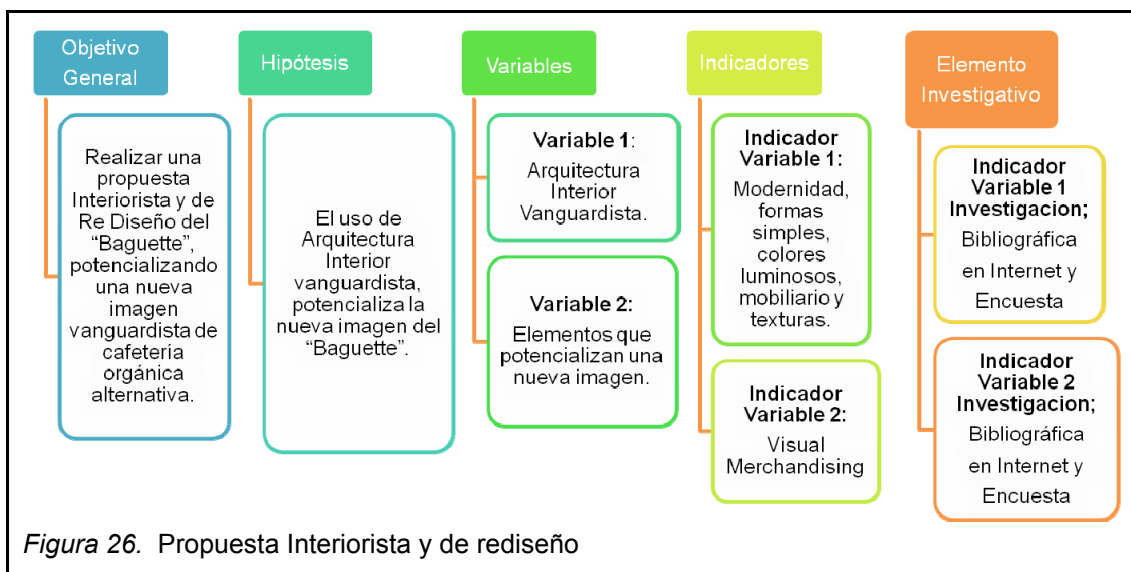 Objetivo
General
Realizar una
propuesta
Interiorista y de
Re Diseño del
“Baguette”,
potencializando
una nueva
imagen
vanguardista de
cafetería
orgánica
alternativa.
Hipótesis
El uso de
Arquitectura
Interior
vanguardista,
potencializa la
nueva imagen del
“Baguette”.
Variables
Variable 1:
Arquitectura
Interior
Vanguardista.
Variable 2:
Elementos que
potencializan una
nueva imagen.
Indicadores
Indicador
Variable 1:
Modernidad,
formas
simples,
colores
luminosos,
mobiliario y
texturas.
Indicador
Variable 2:
Visual
Merchandising
Elemento
Investigativo
Indicador
Variable 1
Investigacion;
Bibliográfica
en Internet y
Encuesta
Indicador
Variable 2
Investigacion;
Bibliográfica
en Internet y
Encuesta
Figura 26. Propuesta Interiorista y de rediseño